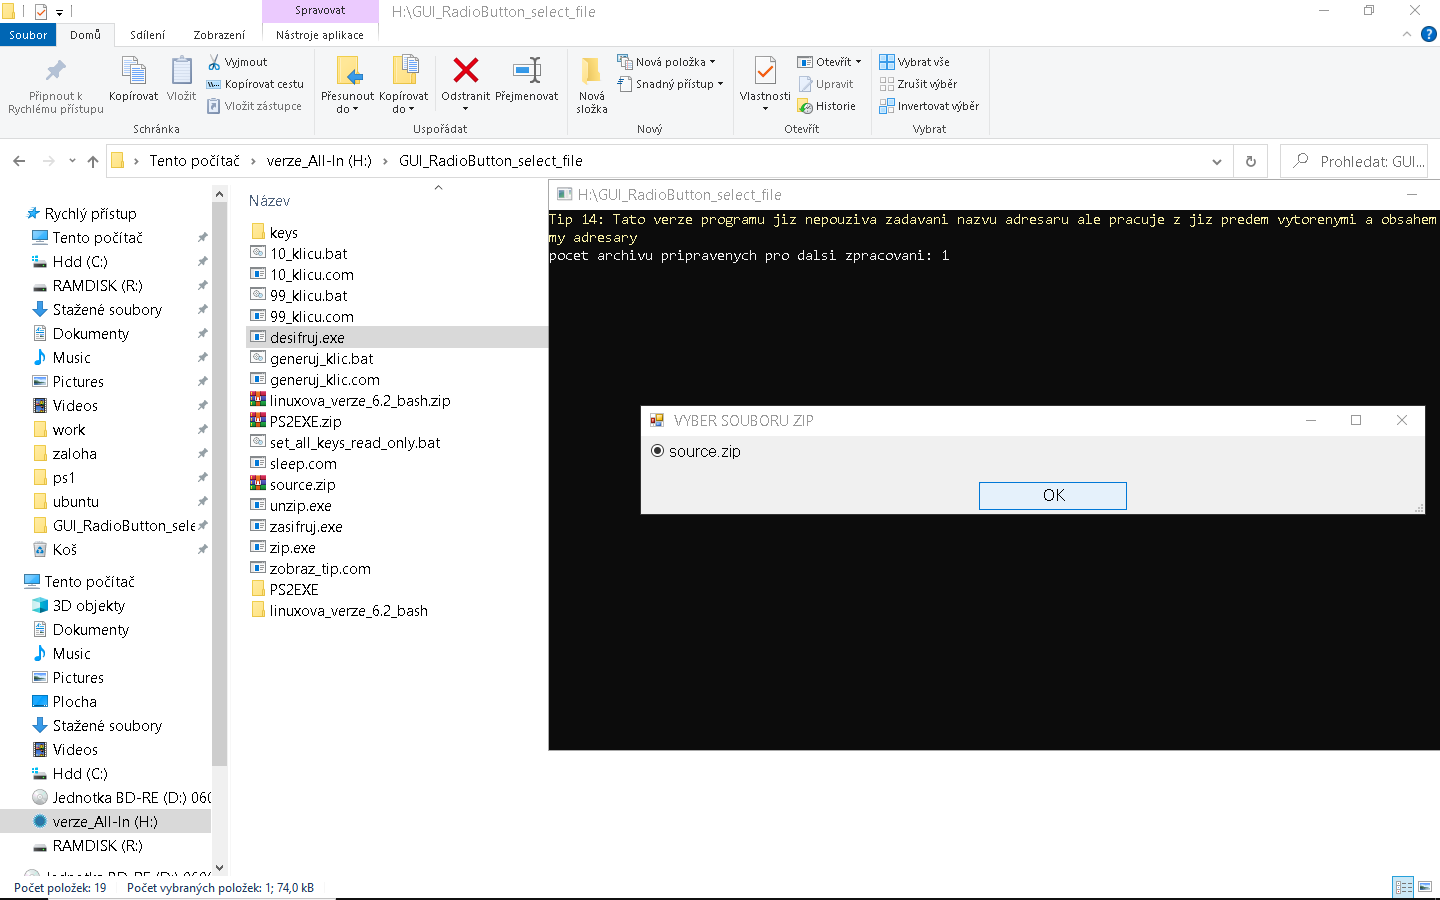 Spravovat
H:\GUI_RadioButton_select_file
Soubor
Domů
Sdílení
Zobrazení
Nástroje aplikace
Připnout k
Rychlému přístupu
Kopírovat
Vložit
Vyjmout
Kopírovat cestu
Vložit zástupce
Schránka
Přesunout
do
Kopírovat
do
Odstranit
Přejmenovat
Uspořádat
Nová
složka
Nová položka
Snadný přístup
Nový
Vlastnosti
Otevřít
Upravit
Historie
Otevřít
Vybrat vše
Zrušit výběr
Invertovat výběr
Vybrat
Tento počítač
verze_All-In (H:)
GUI_RadioButton_select_file
Prohledat: GUI...
Rychlý přístup
Tento počítač
Hdd (C:)
RAMDISK (R:)
Stažené soubory
Dokumenty
Music
Pictures
Videos
work
zaloha
ps1
ubuntu
GUI_RadioButton_sele
Koš
Tento počítač
3D objekty
Dokumenty
Music
Pictures
Plocha
Stažené soubory
Videos
Hdd (C:)
Jednotka BD-RE (D:) 060
verze_All-In (H:)
RAMDISK (R:)
Název
keys
10_klicu.bat
10_klicu.com
99_klicu.bat
99_klicu.com
desifruj.exe
generuj_klic.bat
generuj_klic.com
linuxova_verze_6.2_bash.zip
PS2EXE.zip
set_all_keys_read_only.bat
sleep.com
source.zip
unzip.exe
zasifruj.exe
zip.exe
zobraz_tip.com
PS2EXE
linuxova_verze_6.2_bash
H:\GUI_RadioButton_select_file
Tip 14: Tato verze programu jiz nepouziva zadavani nazvu adresaru ale pracuje z jiz predem vytorenymi a obsahem
my adresary
pocet archivu pripravenych pro dalsi zpracovani: 1
VYBER SOUBORU ZIP
source.zip
OK
Počet položek: 19
Počet vybraných položek: 1; 74,0 kB